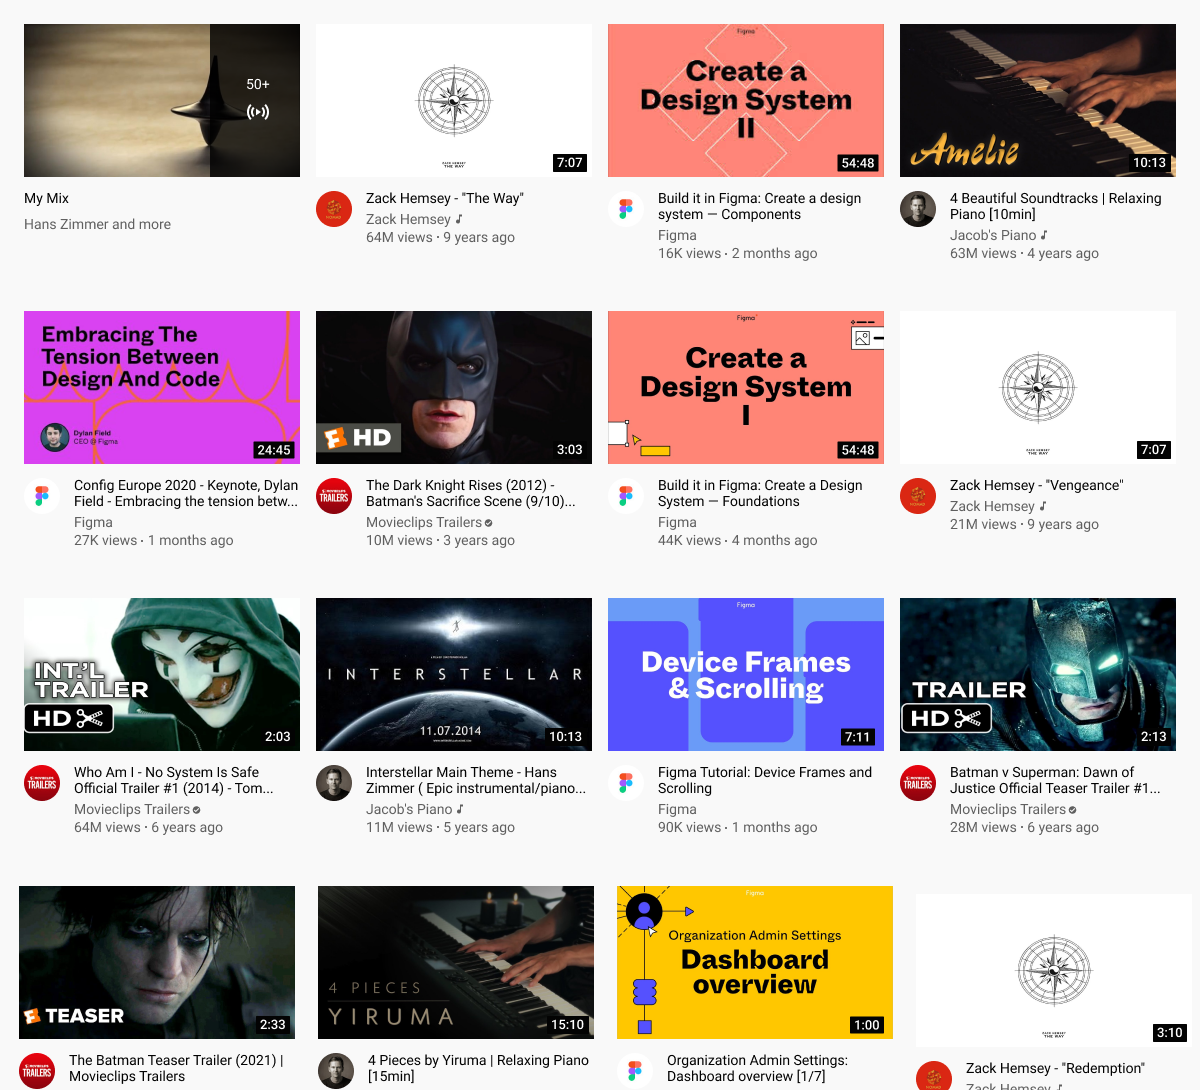 50+
My Mix
Hans Zimmer and more
ZACK HEMSEY
THE WAY
7:07
Zack Hemsey - "The Way"
Zack Hemsey
64M views · 9 years ago
Figma
Create a
Design System
II
54:48
Build it in Figma: Create a design
system — Components
Figma
16K views · 2 months ago
Amelie
10:13
4 Beautiful Soundtracks | Relaxing
Piano [10min]
Jacob's Piano
63M views · 4 years ago
Embracing The
Tension Between
Design And Code
Dylan Field
CEO @ Figma
24:45
Config Europe 2020 - Keynote, Dylan
Field - Embracing the tension betw...
Figma
27K views · 1 months ago
F HD
3:03
TRAILERS
The Dark Knight Rises (2012) -
Batman's Sacrifice Scene (9/10)...
Movieclips Trailers
10M views · 3 years ago
Figma
Create a
Design System
I
54:48
Build it in Figma: Create a Design
System — Foundations
Figma
44K views · 4 months ago
ZACK HEMSEY
THE WAY
7:07
Zack Hemsey - "Vengeance"
Zack Hemsey
21M views · 9 years ago
INT.'L
TRAILER
HD
2:03
TRAILERS
Who Am I - No System Is Safe
Official Trailer #1 (2014) - Tom...
Movieclips Trailers
64M views · 6 years ago
INTERSTELLAR
11.07.2014
10:13
Interstellar Main Theme - Hans
Zimmer ( Epic instrumental/piano...
Jacob's Piano
11M views · 5 years ago
Figma
Device Frames
& Scrolling
7:11
Figma Tutorial: Device Frames and
Scrolling
Figma
90K views · 1 months ago
TRAILER
HD
2:13
TRAILERS
Batman v Superman: Dawn of
Justice Official Teaser Trailer #1...
Movieclips Trailers
28M views · 6 years ago
F TEASER
2:33
TRAILERS
The Batman Teaser Trailer (2021) |
Movieclips Trailers
4 PIECES
YIRUMA
15:10
4 Pieces by Yiruma | Relaxing Piano
[15min]
Figma
Organization Admin Settings
Dashboard
overview
1:00
Organization Admin Settings:
Dashboard overview [1/7]
ZACK HEMSEY
THE WAY
3:10
Zack Hemsey - "Redemption"
Zack Hemsey